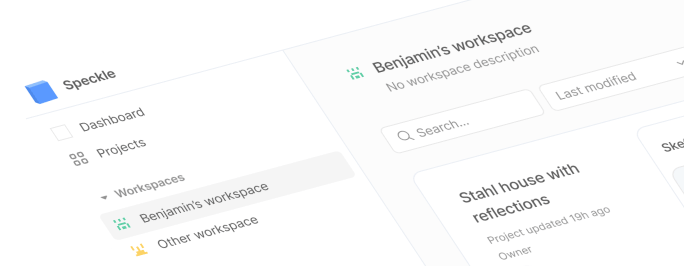 Speckle
Dashboard
Projects
Workspaces
Benjamin's workspace
Other workspace
Benjamin's workspace
No workspace description
Search...
Last modified
Stahl house with
reflections
Project updated 19h ago
Owner